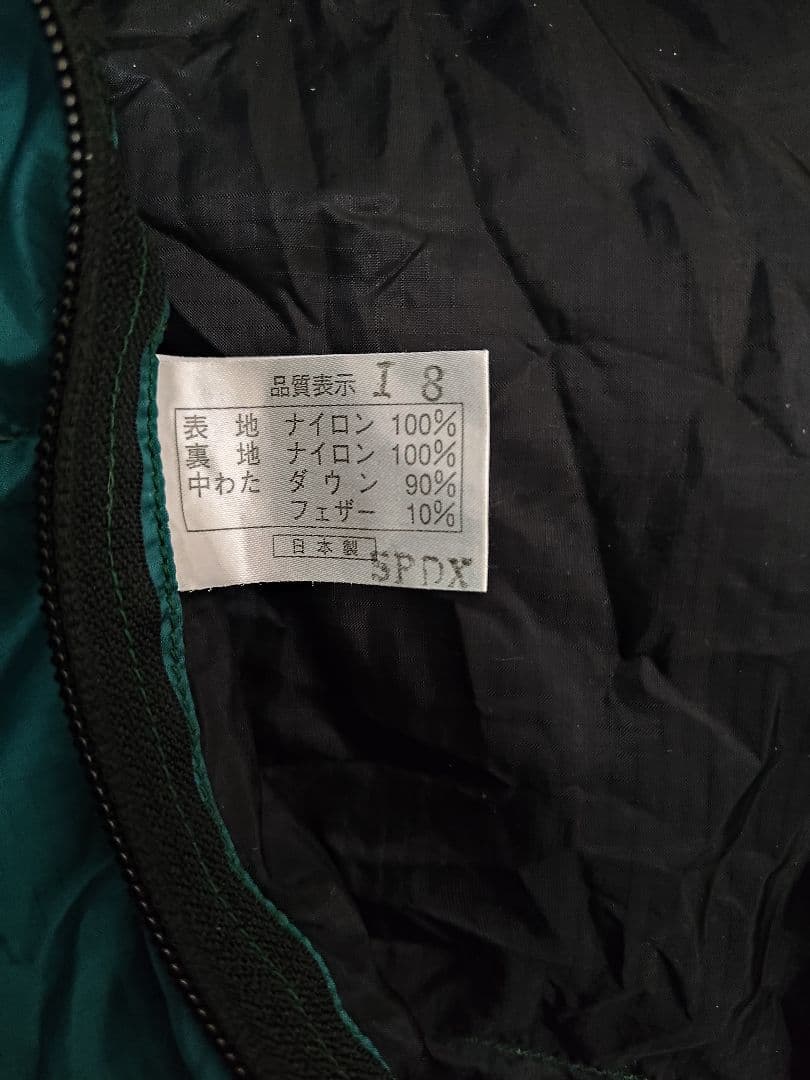 品質表示 I 8
表 地 ナイロン 100%
裏 地 ナイロン 100%
中わた ダウン 90%
フェザー 10%
日本製
SPDX